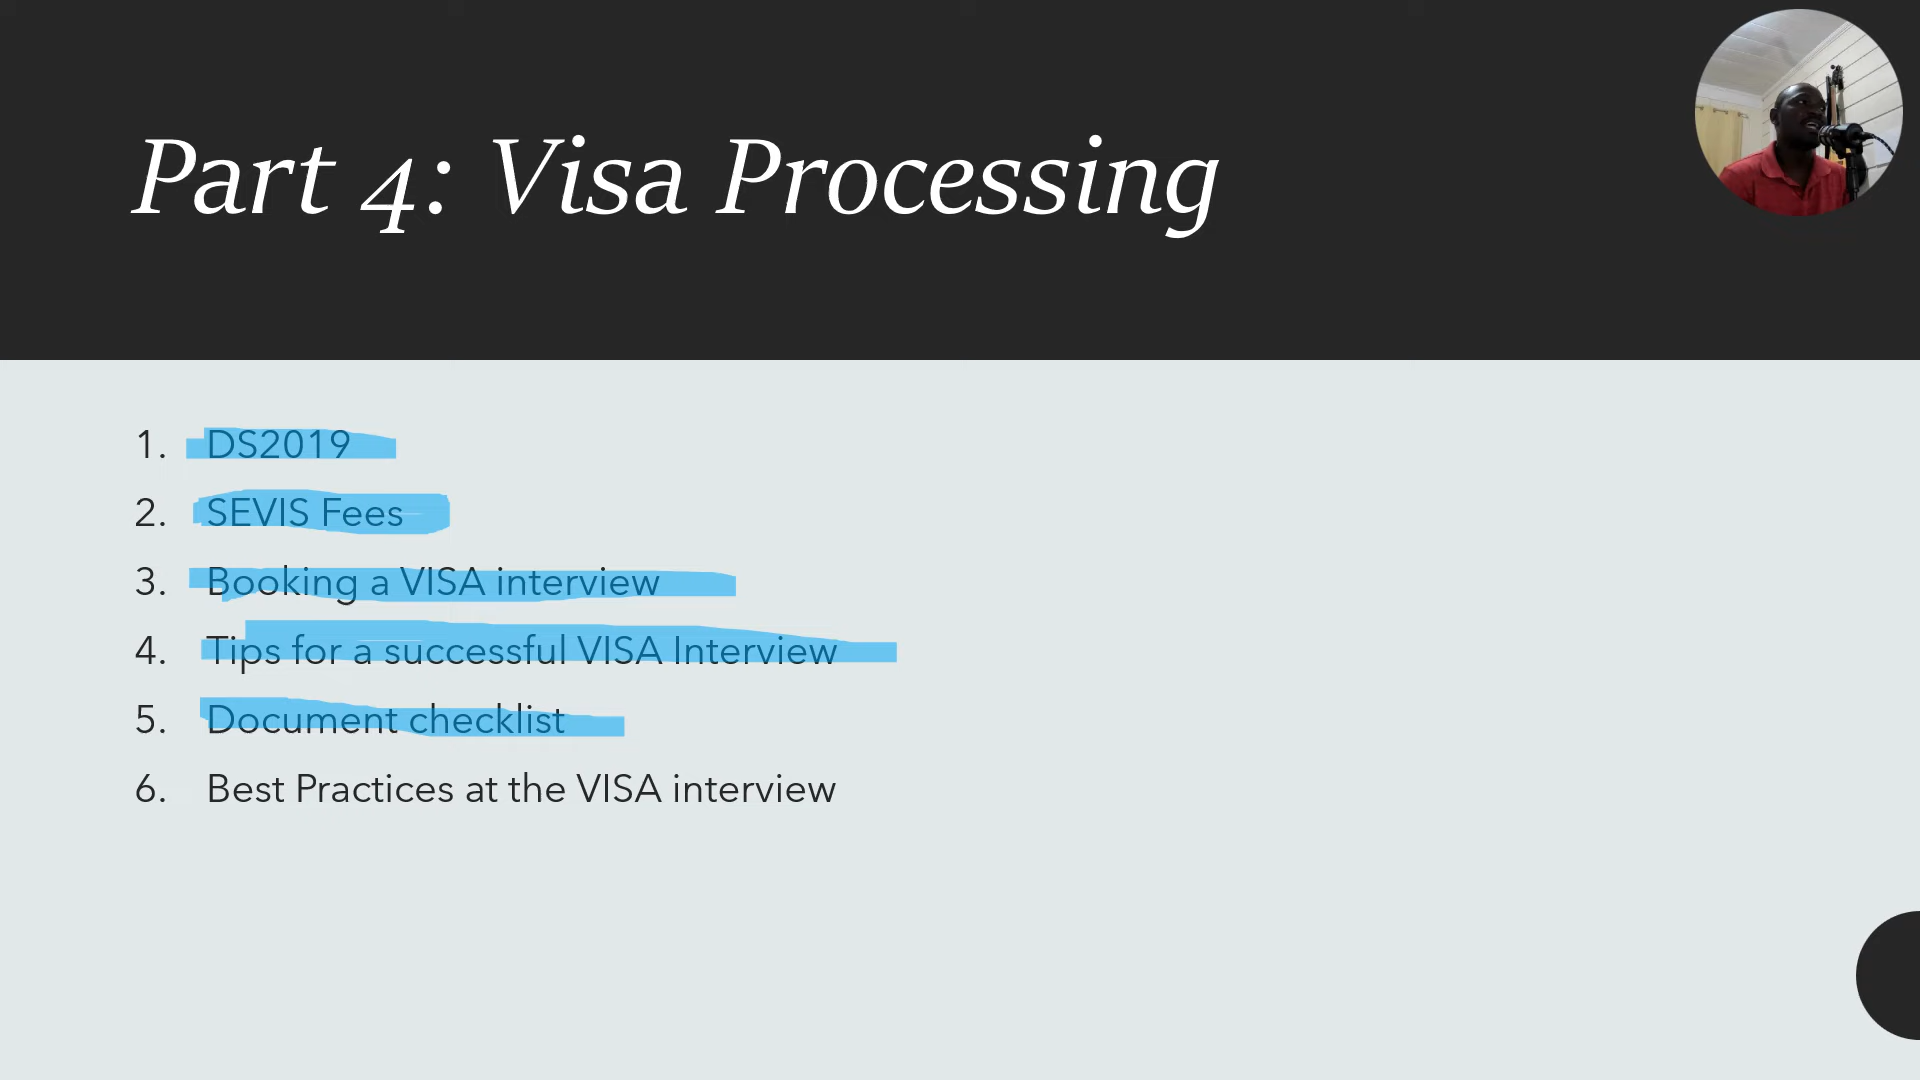 Part 4: Visa Processing
1. DS2019
2. SEVIS Fees
3. Booking a VISA interview
4. Tips for a successful VISA Interview
5. Document checklist
6. Best Practices at the VISA interview